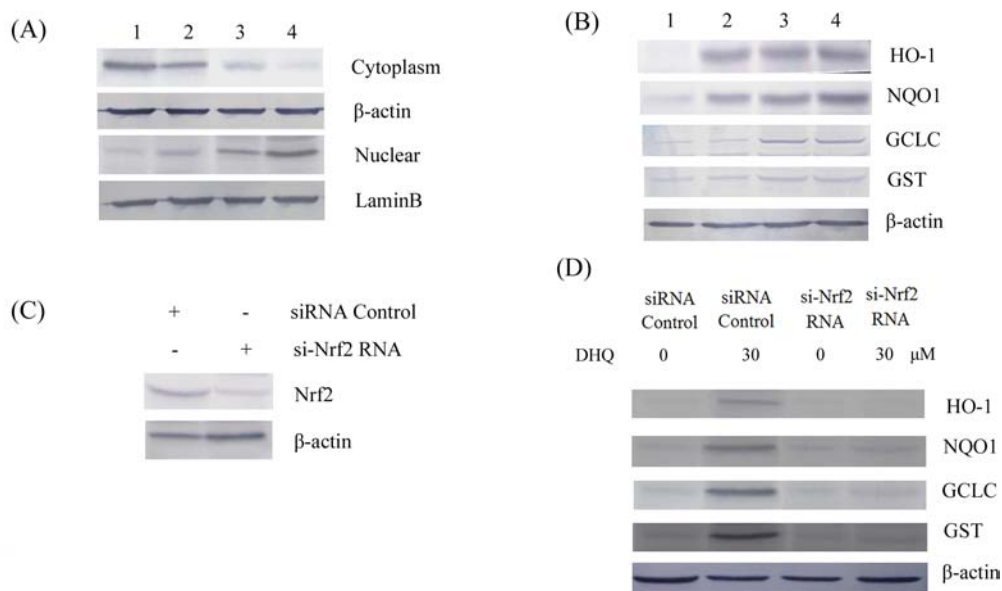 (A)
1 2 3 4
Cytoplasm
β-actin
Nuclear
LaminB
(B)
1 2 3 4
HO-1
NQO1
GCLC
GST
β-actin
(C)
+ - siRNA Control
- + si-Nrf2 RNA
Nrf2
β-actin
(D)
siRNA siRNA si-Nrf2 si-Nrf2
Control Control RNA RNA
DHQ 0 30 0 30 μM
HO-1
NQO1
GCLC
GST
β-actin